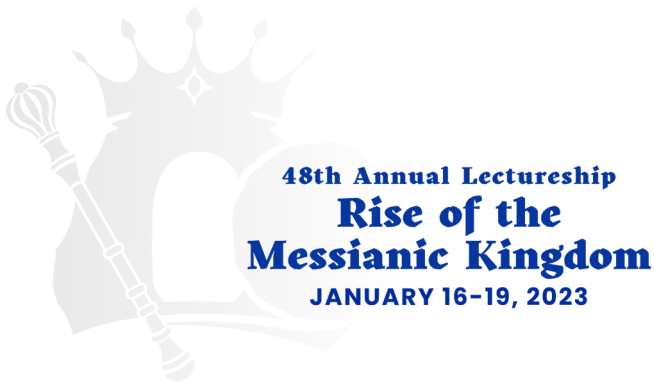 48th Annual Lectureship
Rise of the
Messianic Kingdom
JANUARY 16-19, 2023